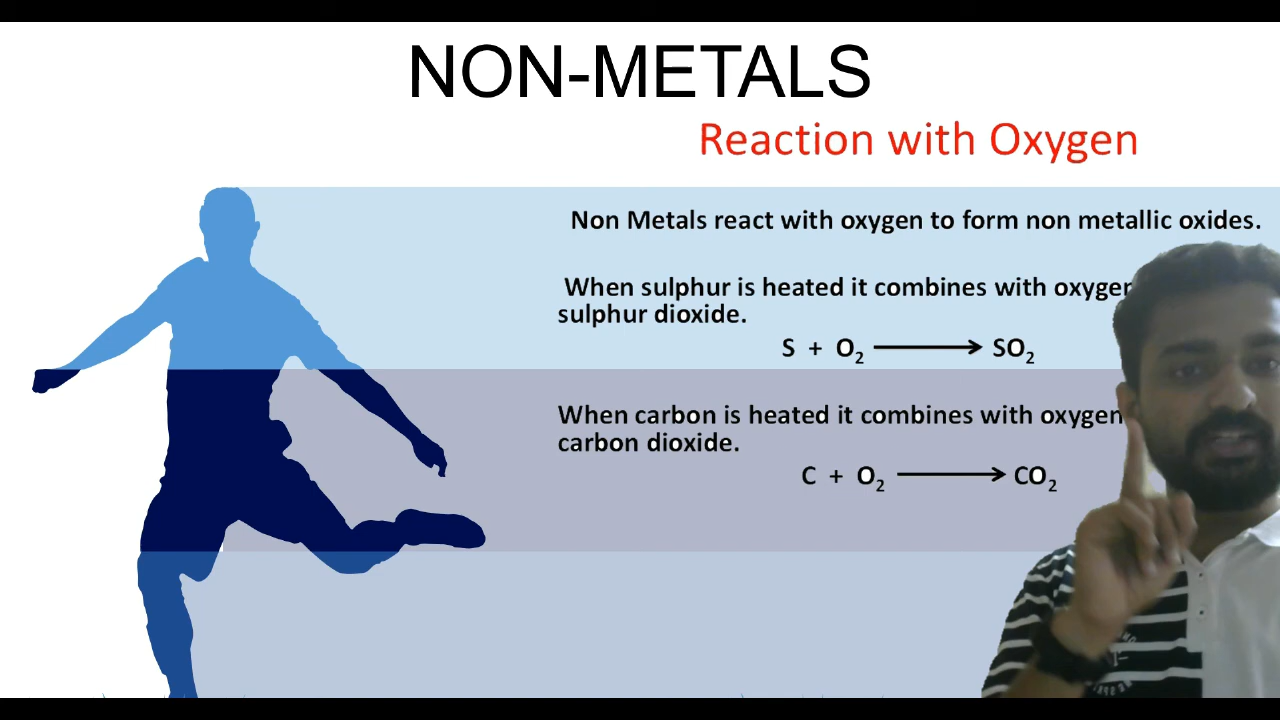 NON-METALS
Reaction with Oxygen
Non Metals react with oxygen to form non metallic oxides.
When sulphur is heated it combines with oxygen
sulphur dioxide.
S + O₂ ⟶ SO₂
When carbon is heated it combines with oxygen
carbon dioxide.
C + O₂ ⟶ CO₂